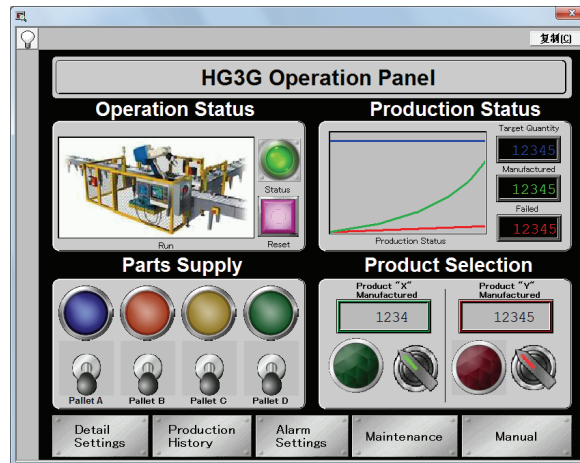 复制(C)
HG3G Operation Panel
Operation Status
Production Status
Target Quantity
12345
Manufactured
12345
Failed
12345
Status
Reset
Run
Production Status
Parts Supply
Product Selection
Product "X"
Manufactured
1234
Product "Y"
Manufactured
12345
Pallet A
Pallet B
Pallet C
Pallet D
Detail
Settings
Production
History
Alarm
Settings
Maintenance
Manual